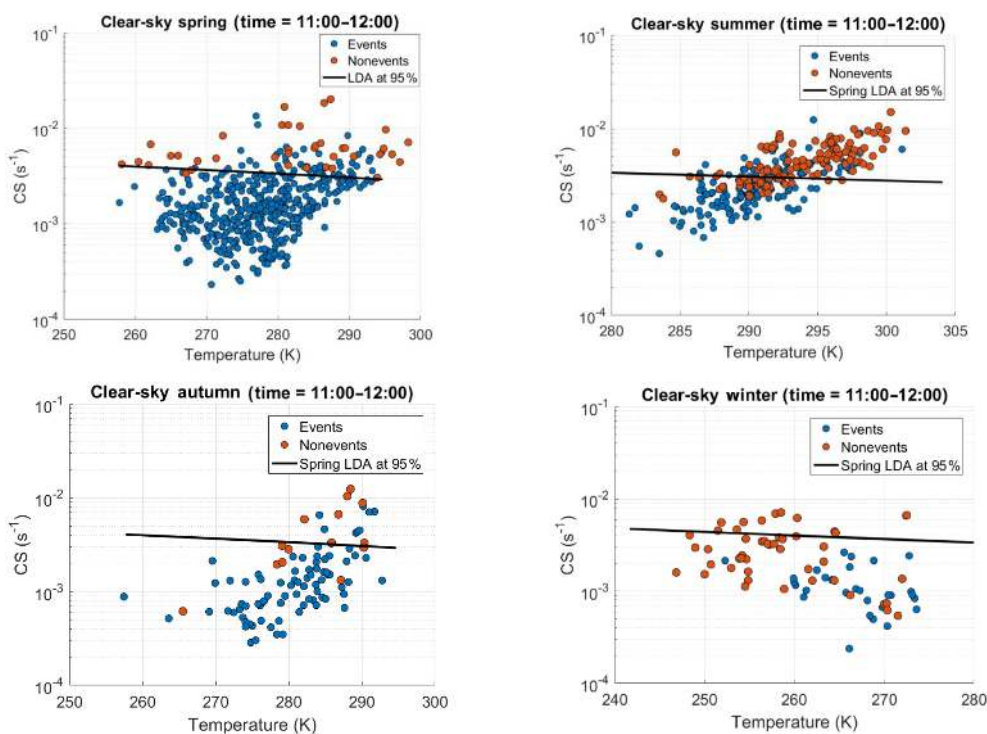 Clear-sky spring (time = 11:00–12:00)
10⁻¹
10⁻²
10⁻³
10⁻⁴
CS (s⁻¹)
Events
Nonevents
LDA at 95%
250 260 270 280 290 300
Temperature (K)
Clear-sky summer (time = 11:00–12:00)
10⁻¹
10⁻²
10⁻³
10⁻⁴
CS (s⁻¹)
Events
Nonevents
Spring LDA at 95%
280 285 290 295 300 305
Temperature (K)
Clear-sky autumn (time = 11:00–12:00)
10⁻¹
10⁻²
10⁻³
10⁻⁴
CS (s⁻¹)
Events
Nonevents
Spring LDA at 95%
250 260 270 280 290 300
Temperature (K)
Clear-sky winter (time = 11:00–12:00)
10⁻¹
10⁻²
10⁻³
10⁻⁴
CS (s⁻¹)
Events
Nonevents
Spring LDA at 95%
240 250 260 270 280
Temperature (K)